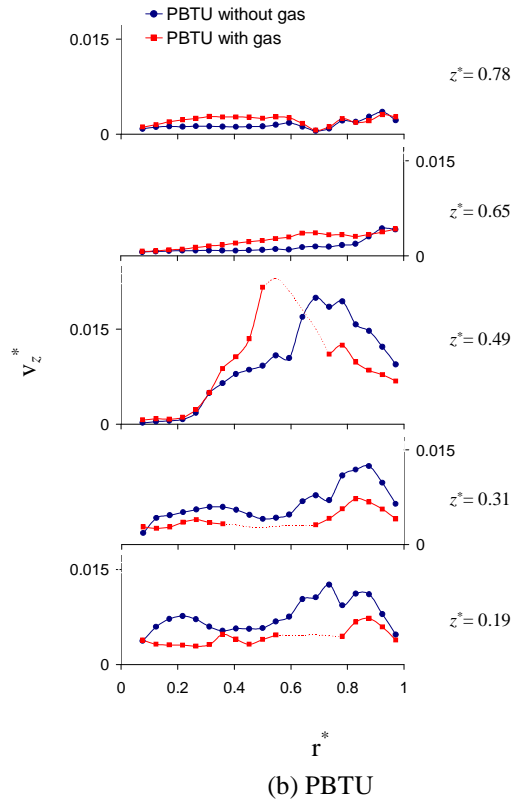 PBTU without gas
PBTU with gas
0.015
0
z*= 0.78
0.015
0
z*= 0.65
0.015
0
z*= 0.49
v_z*
0.015
0
z*= 0.31
0.015
0
z*= 0.19
0 0.2 0.4 0.6 0.8 1
r*
(b) PBTU